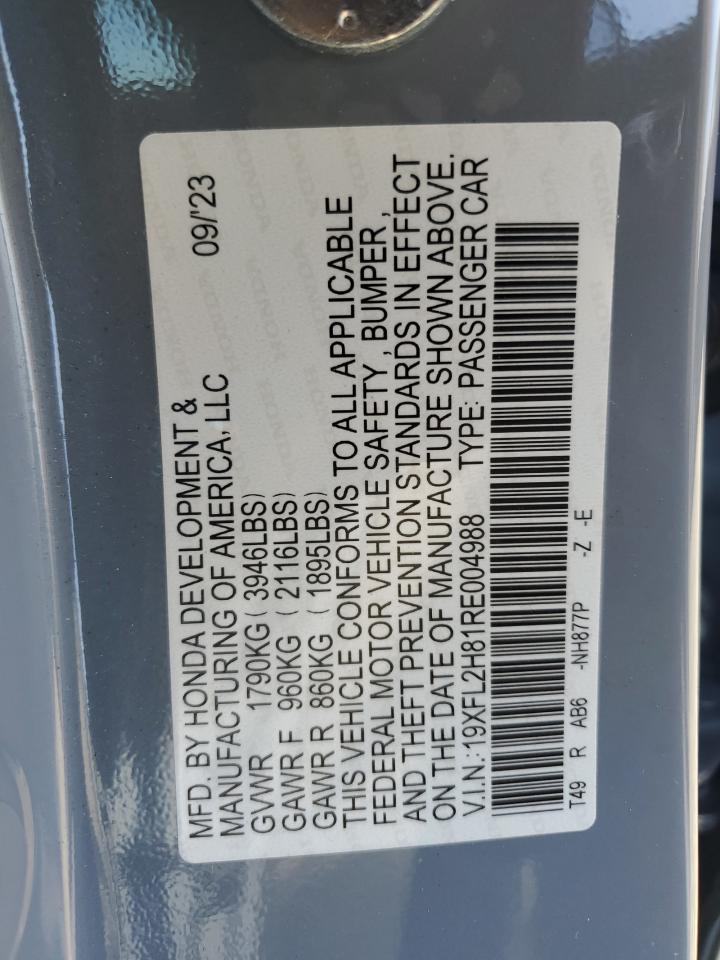 MFD. BY HONDA DEVELOPMENT & 09/'23
MANUFACTURING OF AMERICA, LLC
GVWR 1790KG (3946LBS)
GAWR F 960KG (2116LBS)
GAWR R 860KG (1895LBS)
THIS VEHICLE CONFORMS TO ALL APPLICABLE
FEDERAL MOTOR VEHICLE SAFETY, BUMPER,
AND THEFT PREVENTION STANDARDS IN EFFECT
ON THE DATE OF MANUFACTURE SHOWN ABOVE.
V.I.N.:19XFL2H81RE004988 TYPE: PASSENGER CAR
T49 R AB6 -NH877P -Z -E